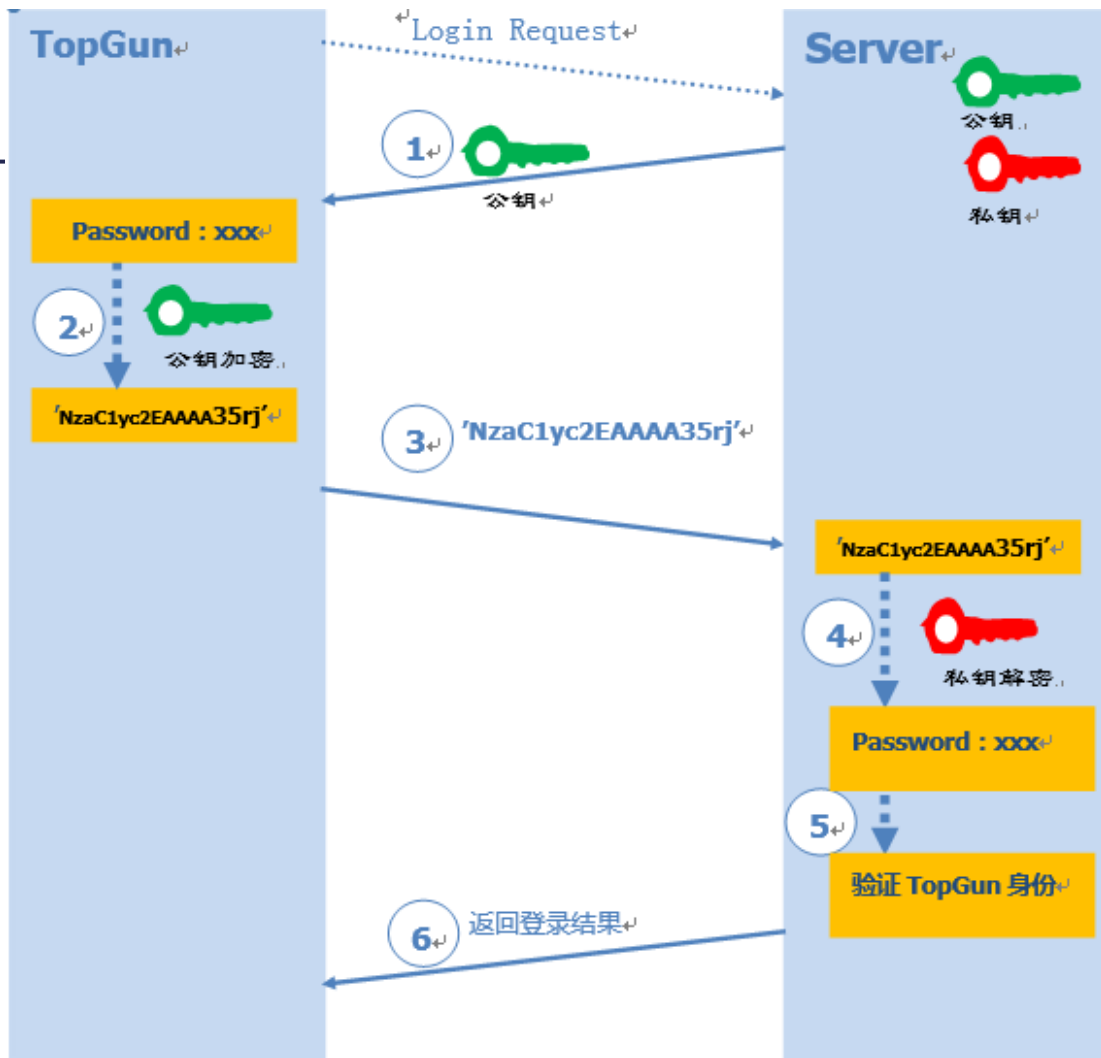 Login Request
TopGun
Server
公钥
私钥
1
公钥
Password：xxx
2
公钥加密
'NzaC1yc2EAAAA35rj'
3
'NzaC1yc2EAAAA35rj'
'NzaC1yc2EAAAA35rj'
4
私钥解密
Password：xxx
5
验证 TopGun 身份
6
返回登录结果